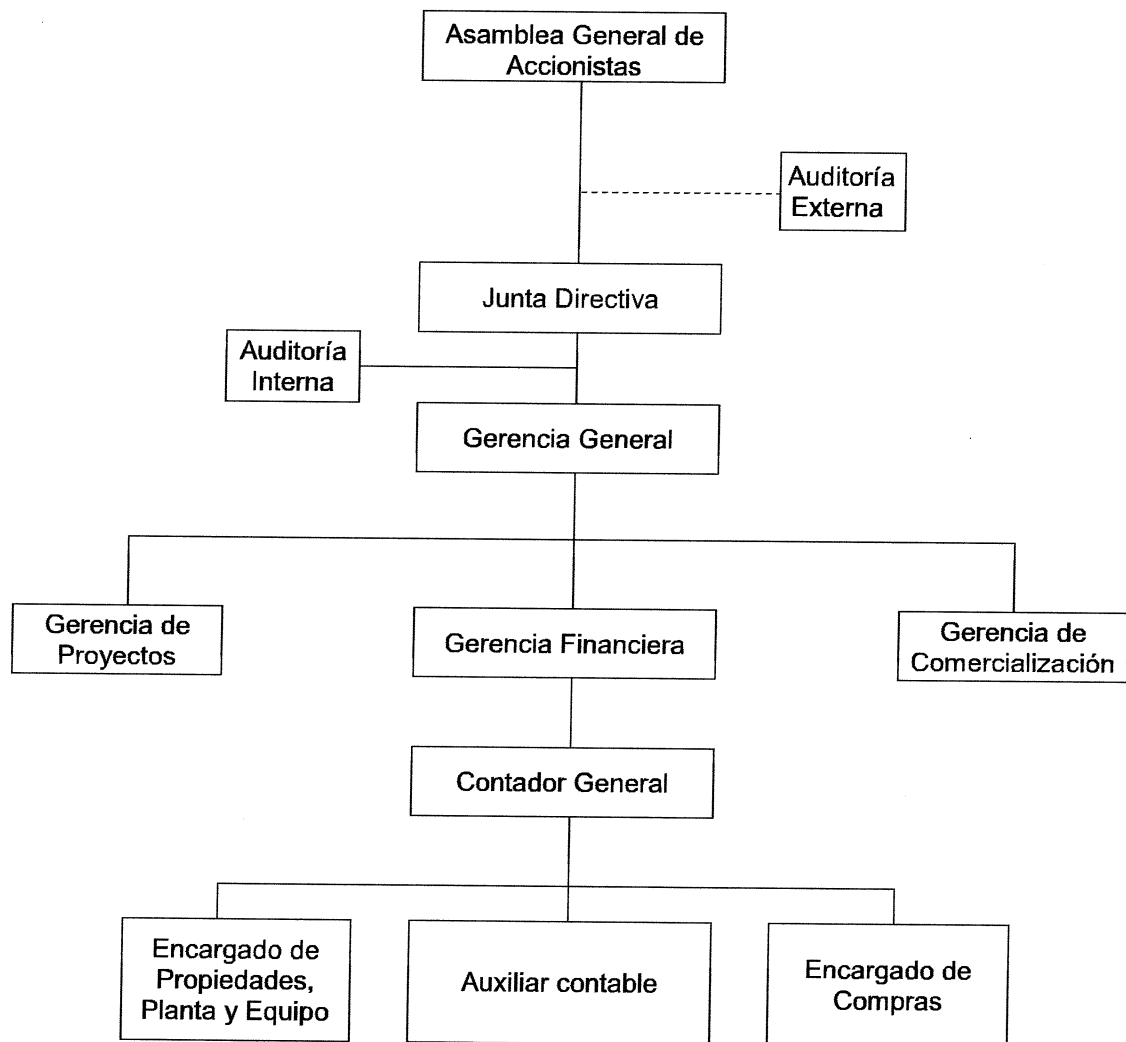 Asamblea General de
Accionistas
Auditoría
Externa
Junta Directiva
Auditoría
Interna
Gerencia General
Gerencia de
Proyectos
Gerencia Financiera
Gerencia de
Comercialización
Contador General
Encargado de
Propiedades,
Planta y Equipo
Auxiliar contable
Encargado de
Compras